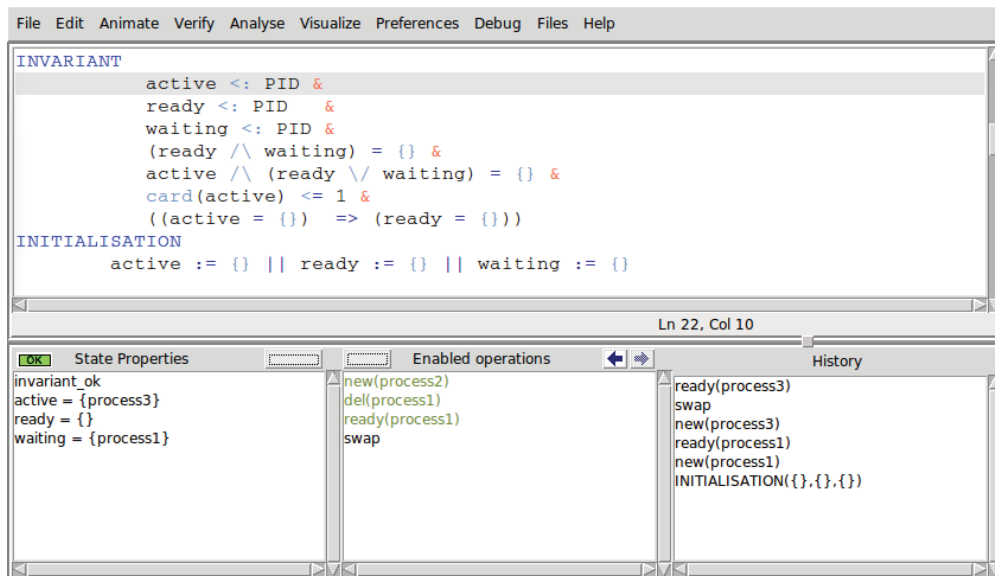 File Edit Animate Verify Analyse Visualize Preferences Debug Files Help
INVARIANT
active <: PID &
ready <: PID &
waiting <: PID &
(ready /\ waiting) = {} &
active /\ (ready \/ waiting) = {} &
card(active) <= 1 &
((active = {}) => (ready = {}))
INITIALISATION
active := {} || ready := {} || waiting := {}
Ln 22, Col 10
OK State Properties
invariant_ok
active = {process3}
ready = {}
waiting = {process1}
Enabled operations
new(process2)
del(process1)
ready(process1)
swap
History
ready(process3)
swap
new(process3)
ready(process1)
new(process1)
INITIALISATION({},{},{})